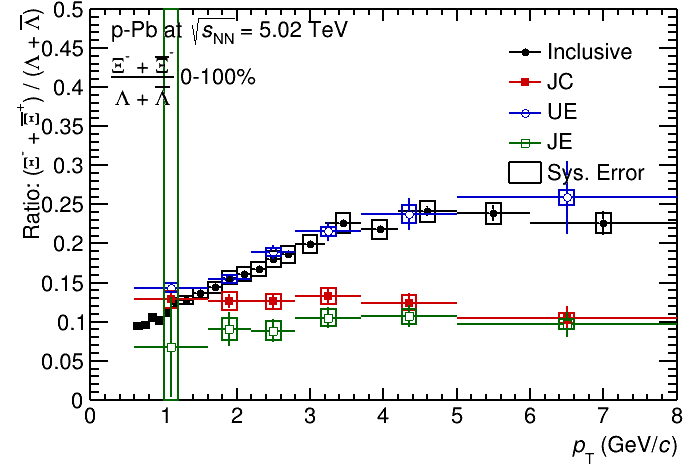 p-Pb at √s_NN = 5.02 TeV
Ξ⁻ + Ξ̅⁻
Λ + Λ̅
0-100%
Inclusive
JC
UE
JE
Sys. Error
Ratio: (Ξ⁻ + Ξ̅⁺) / (Λ + Λ̅)
0.5
0.45
0.4
0.35
0.3
0.25
0.2
0.15
0.1
0.05
0
0 1 2 3 4 5 6 7 8
p_T (GeV/c)